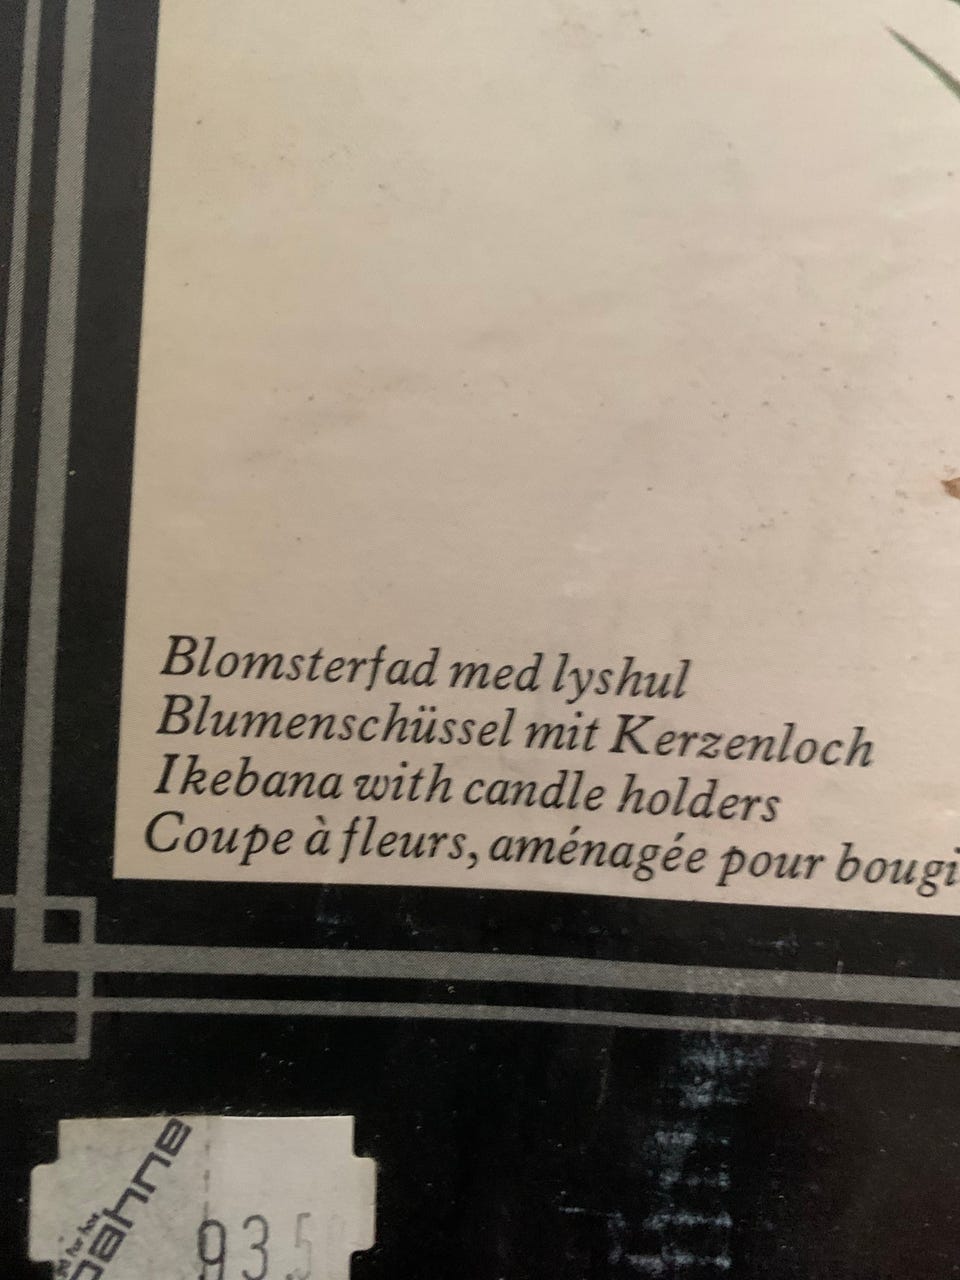 Blomsterfad med lyshul
Blumenschüssel mit Kerzenloch
Ikebana with candle holders
Coupe à fleurs, aménagée pour bougi
935